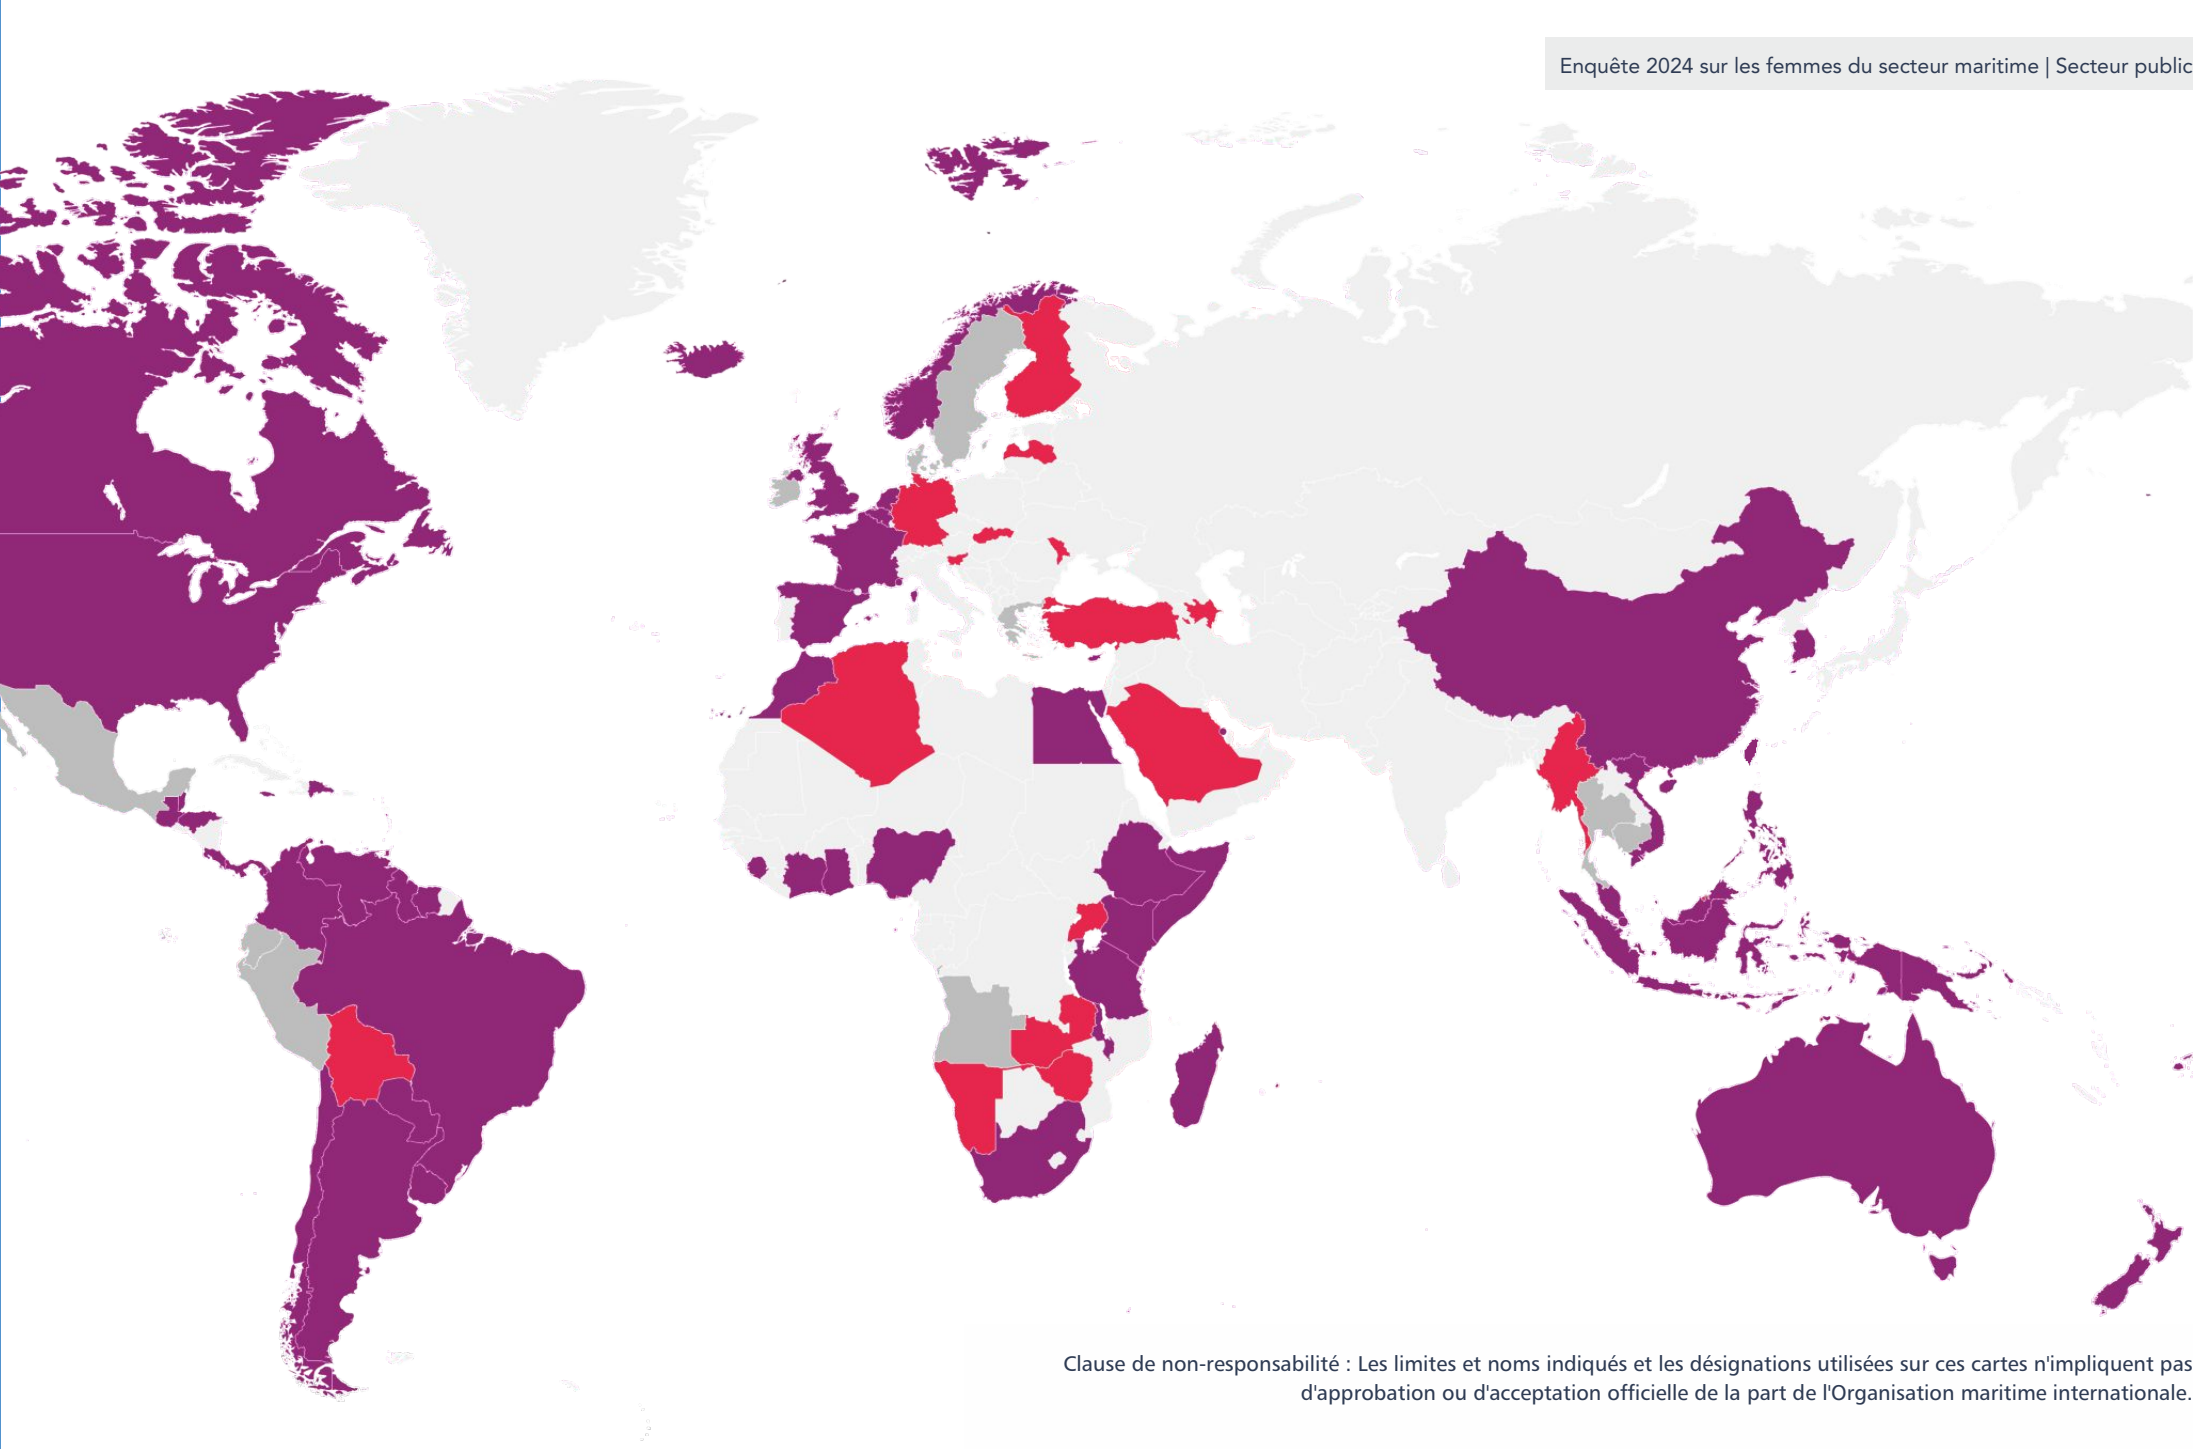 Enquête 2024 sur les femmes du secteur maritime | Secteur public
Clause de non-responsabilité : Les limites et noms indiqués et les désignations utilisées sur ces cartes n'impliquent pas
d'approbation ou d'acceptation officielle de la part de l'Organisation maritime internationale.